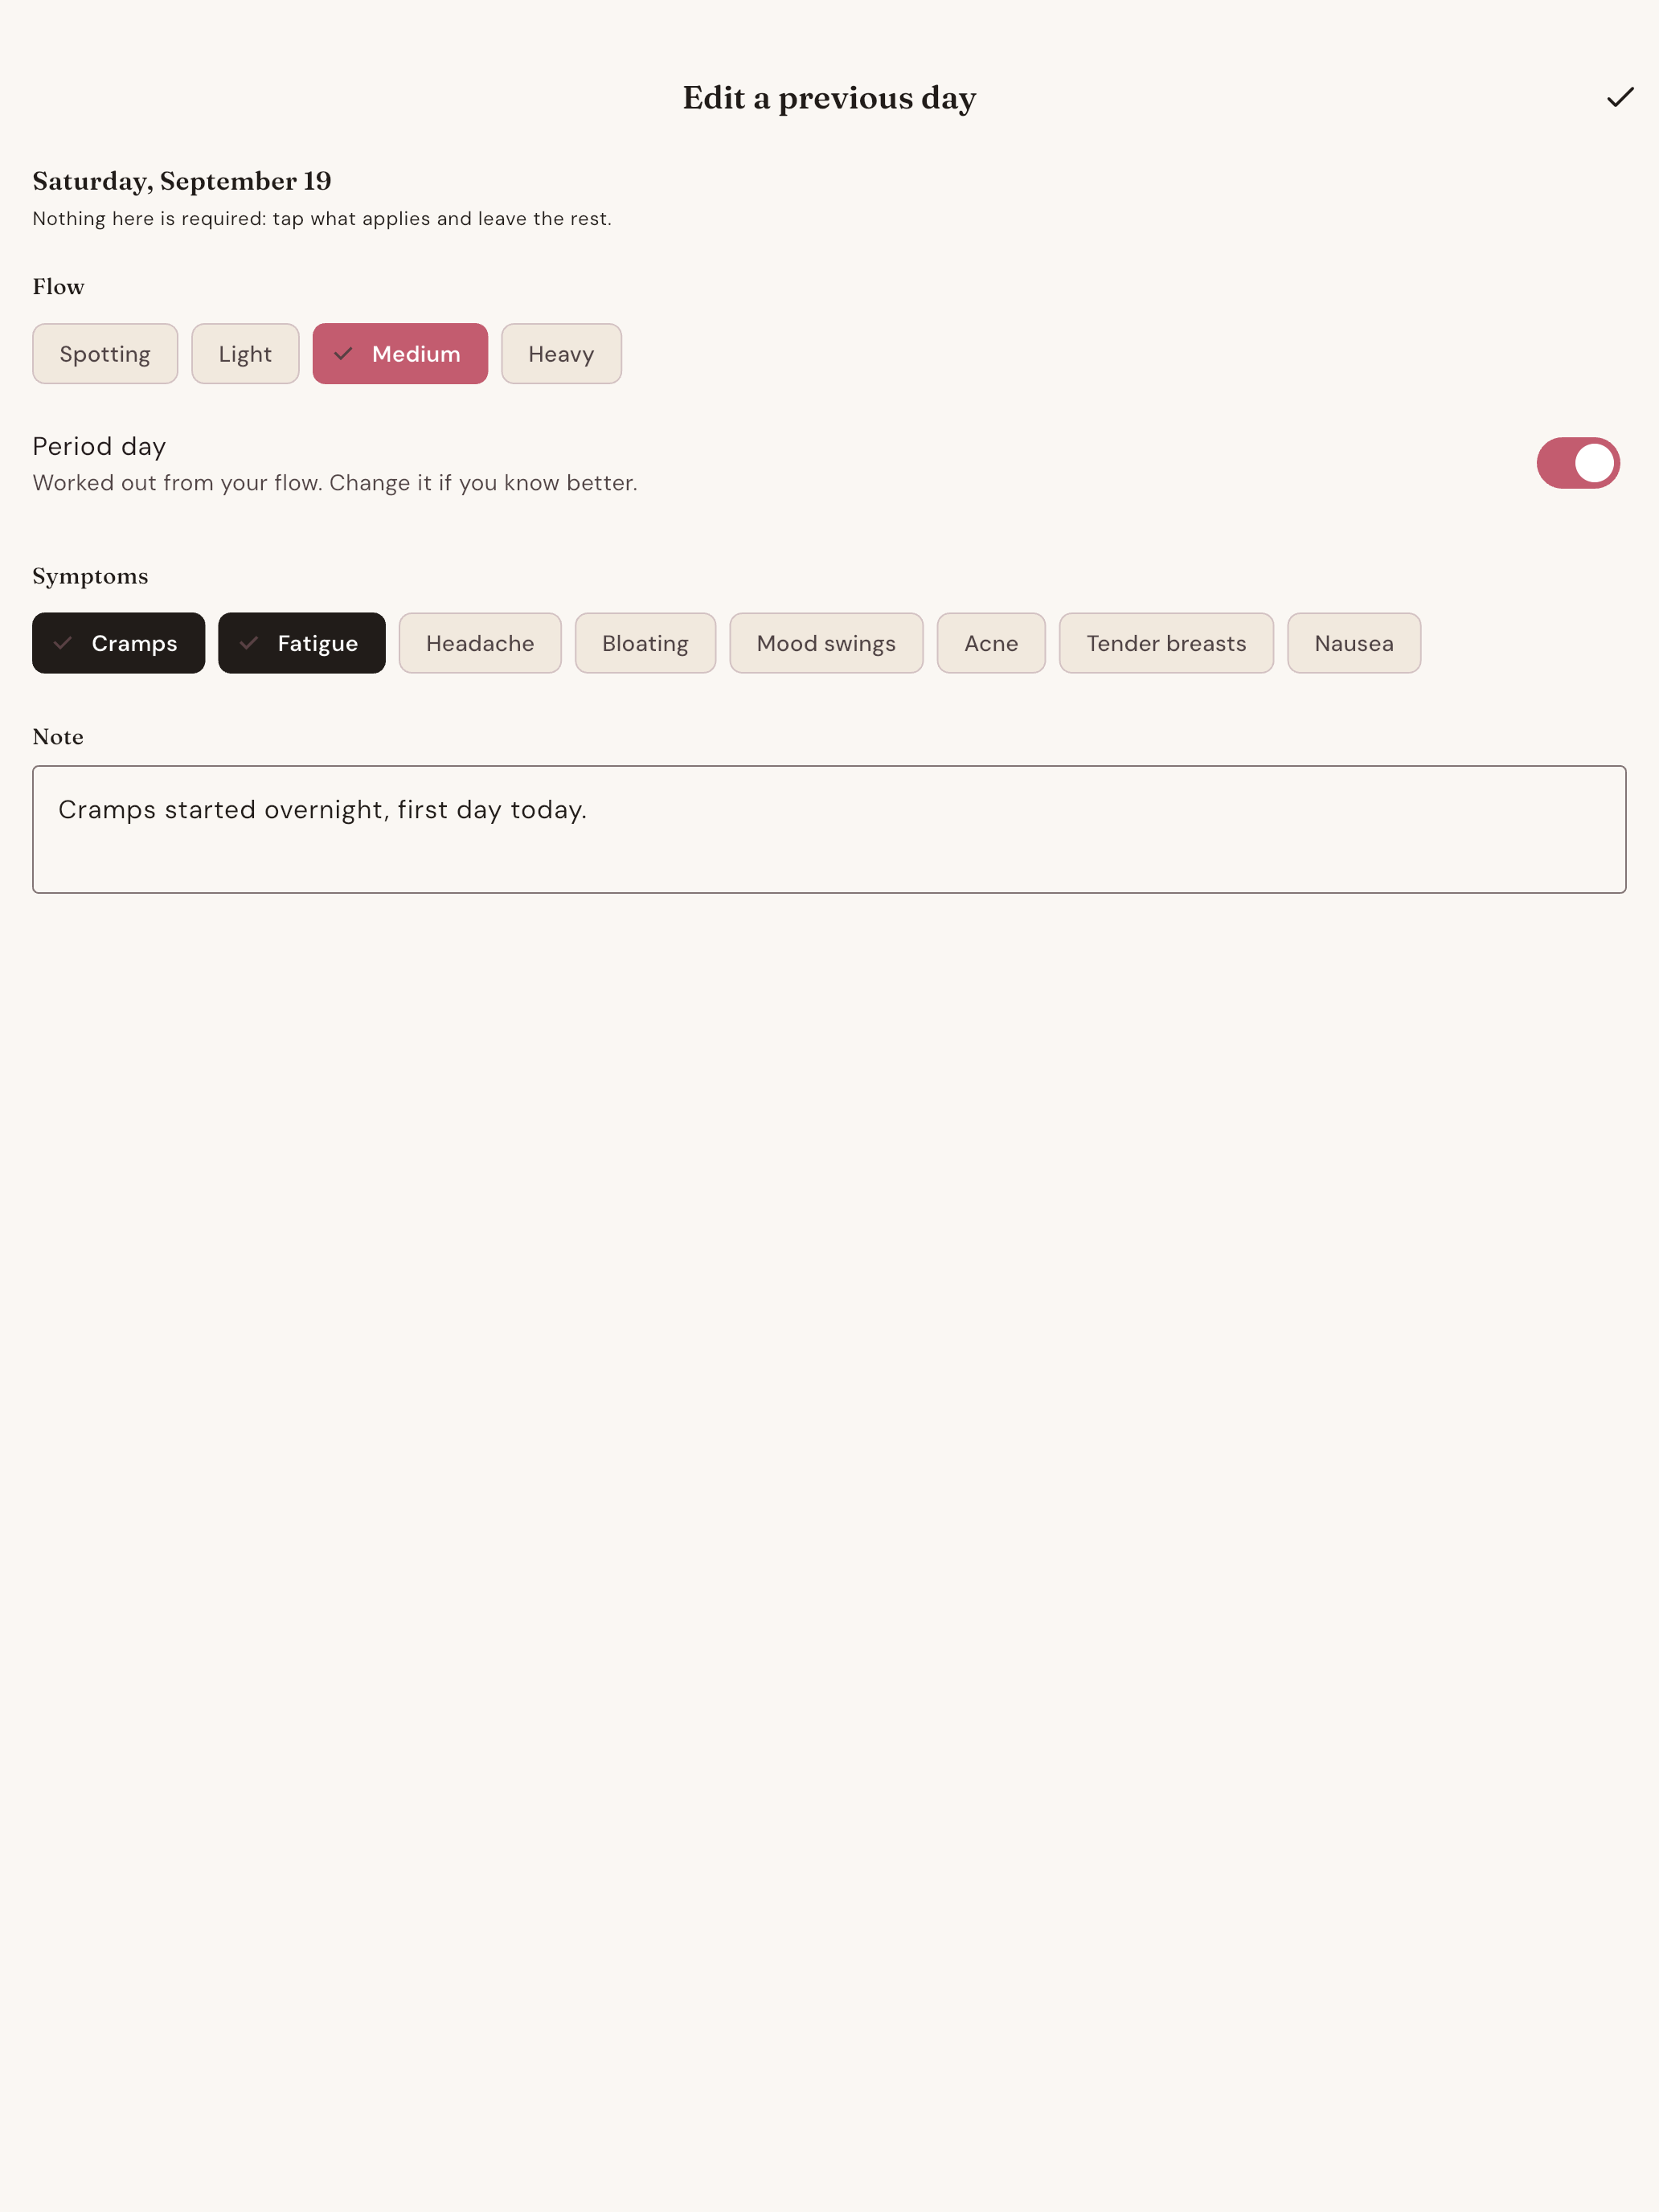 Edit a previous day
Saturday, September 19
Nothing here is required: tap what applies and leave the rest.
Flow
Spotting Light Medium Heavy
Period day
Worked out from your flow. Change it if you know better.
Symptoms
Cramps Fatigue Headache Bloating Mood swings Acne Tender breasts Nausea
Note
Cramps started overnight, first day today.